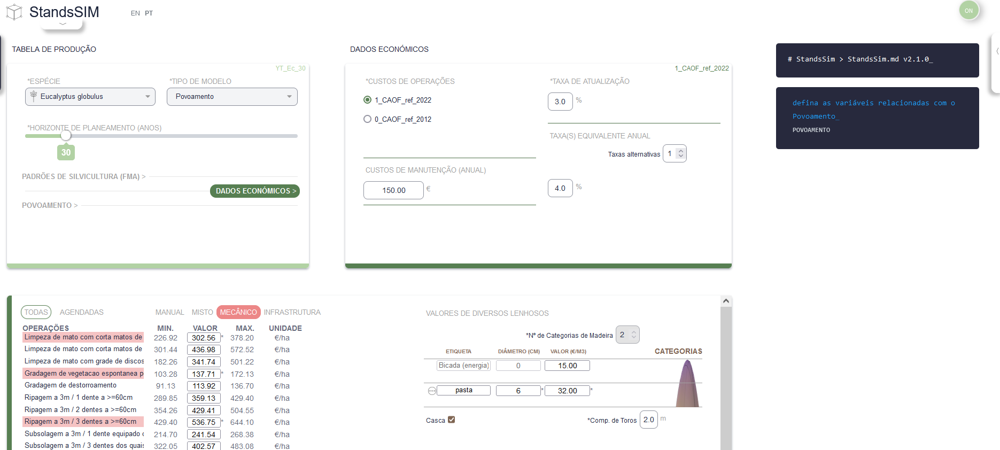 StandsSIM
EN PT
ON
TABELA DE PRODUÇÃO
YT_Ec_30
*ESPÉCIE
*TIPO DE MODELO
Eucalyptus globulus
Povoamento
*HORIZONTE DE PLANEAMENTO (ANOS)
30
PADRÕES DE SILVICULTURA (FMA) >
DADOS ECONÓMICOS >
POVOAMENTO >
DADOS ECONÓMICOS
1_CAOF_ref_2022
*CUSTOS DE OPERAÇÕES
*TAXA DE ATUALIZAÇÃO
1_CAOF_ref_2022
3.0 %
0_CAOF_ref_2012
TAXA(S) EQUIVALENTE ANUAL
Taxas alternativas 1
CUSTOS DE MANUTENÇÃO (ANUAL)
150.00 €
4.0 %
# StandsSim > StandsSim.md v2.1.0_
defina as variáveis relacionadas com o
Povoamento_
POVOAMENTO
TODAS AGENDADAS MANUAL MISTO MECÂNICO INFRASTRUTURA
OPERAÇÕES MIN. VALOR MAX. UNIDADE
Limpeza de mato com corta matos de 226.92 302.56 * 378.20 €/ha
Limpeza de mato com corta matos de 301.44 436.98 572.52 €/ha
Limpeza de mato com grade de discos 182.26 341.74 501.22 €/ha
Gradagem de vegetacao espontanea p 103.28 137.71 * 172.13 €/ha
Gradagem de destorroamento 91.13 113.92 136.70 €/ha
Ripagem a 3m / 1 dente a >=60cm 289.85 359.13 429.40 €/ha
Ripagem a 3m / 2 dentes a >=60cm 354.26 429.41 504.55 €/ha
Ripagem a 3m / 3 dentes a >=60cm 429.40 536.75 * 644.10 €/ha
Subsolagem a 3m / 1 dente equipado 214.70 241.54 268.38 €/ha
Subsolagem a 3m / 3 dentes dos quais 322.05 402.57 483.08 €/ha
VALORES DE DIVERSOS LENHOSOS
*Nº de Categorias de Madeira 2
ETIQUETA DIÂMETRO (CM) VALOR (€/M3) CATEGORIAS
Bicada (energia) 0 15.00
pasta 6 * 32.00 *
Casca *Comp. de Toros 2.0 m